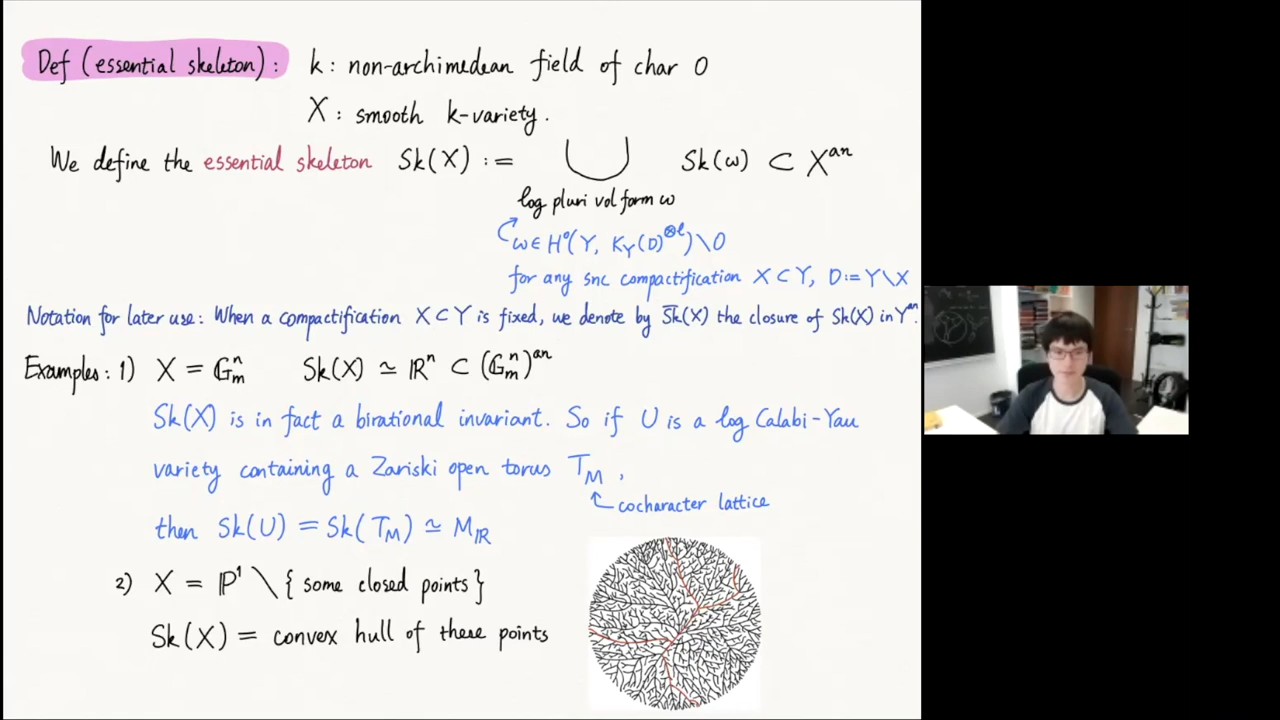 Def (essential skeleton): k: non-archimedean field of char 0
X: smooth k-variety.
We define the essential skeleton Sk(X) := ⋃ Sk(ω) ⊂ X^an
log pluri vol form ω
ω ∈ H⁰(Y, K_Y(D)^⊗ℓ) \ 0
for any snc compactification X ⊂ Y, D := Y \ X
Notation for later use: When a compactification X ⊂ Y is fixed, we denote by S̅k(X) the closure of Sk(X) in Y^an.
Examples: 1) X = 𝔾_m^n Sk(X) ≃ ℝ^n ⊂ (𝔾_m^n)^an
Sk(X) is in fact a birational invariant. So if U is a log Calabi-Yau
variety containing a Zariski open torus T_M,
↑ cocharacter lattice
then Sk(U) = Sk(T_M) ≃ M_ℝ
2) X = ℙ¹ \ { some closed points }
Sk(X) = convex hull of these points